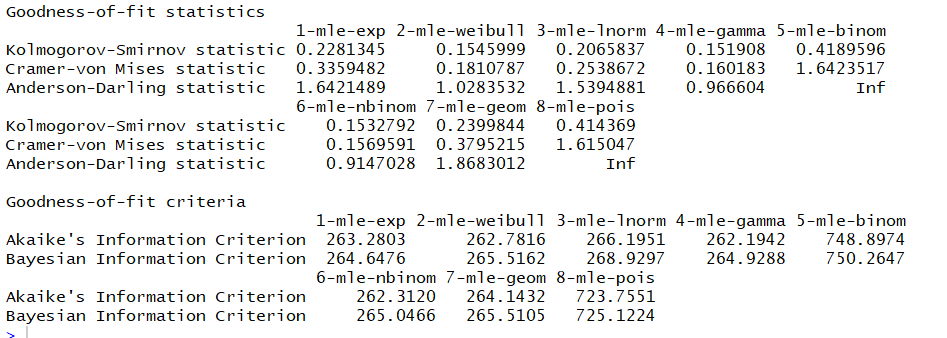 Goodness-of-fit statistics
1-mle-exp 2-mle-weibull 3-mle-lnorm 4-mle-gamma 5-mle-binom
Kolmogorov-Smirnov statistic 0.2281345 0.1545999 0.2065837 0.151908 0.4189596
Cramer-von Mises statistic 0.3359482 0.1810787 0.2538672 0.160183 1.6423517
Anderson-Darling statistic 1.6421489 1.0283532 1.5394881 0.966604 Inf
6-mle-nbinom 7-mle-geom 8-mle-pois
Kolmogorov-Smirnov statistic 0.1532792 0.2399844 0.414369
Cramer-von Mises statistic 0.1569591 0.3795215 1.615047
Anderson-Darling statistic 0.9147028 1.8683012 Inf
Goodness-of-fit criteria
1-mle-exp 2-mle-weibull 3-mle-lnorm 4-mle-gamma 5-mle-binom
Akaike's Information Criterion 263.2803 262.7816 266.1951 262.1942 748.8974
Bayesian Information Criterion 264.6476 265.5162 268.9297 264.9288 750.2647
6-mle-nbinom 7-mle-geom 8-mle-pois
Akaike's Information Criterion 262.3120 264.1432 723.7551
Bayesian Information Criterion 265.0466 265.5105 725.1224
>